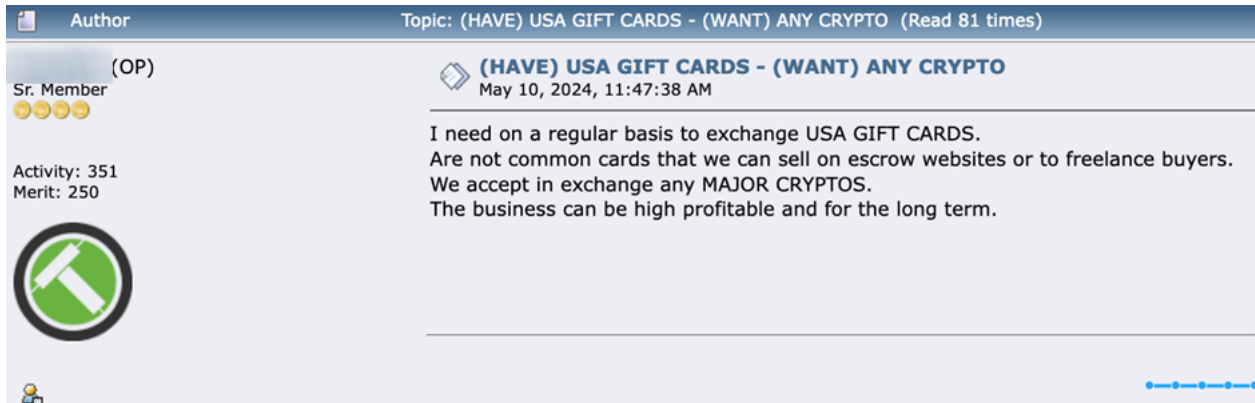 Author Topic: (HAVE) USA GIFT CARDS - (WANT) ANY CRYPTO (Read 81 times)
(OP)
Sr. Member
Activity: 351
Merit: 250
(HAVE) USA GIFT CARDS - (WANT) ANY CRYPTO
May 10, 2024, 11:47:38 AM
I need on a regular basis to exchange USA GIFT CARDS.
Are not common cards that we can sell on escrow websites or to freelance buyers.
We accept in exchange any MAJOR CRYPTOS.
The business can be high profitable and for the long term.